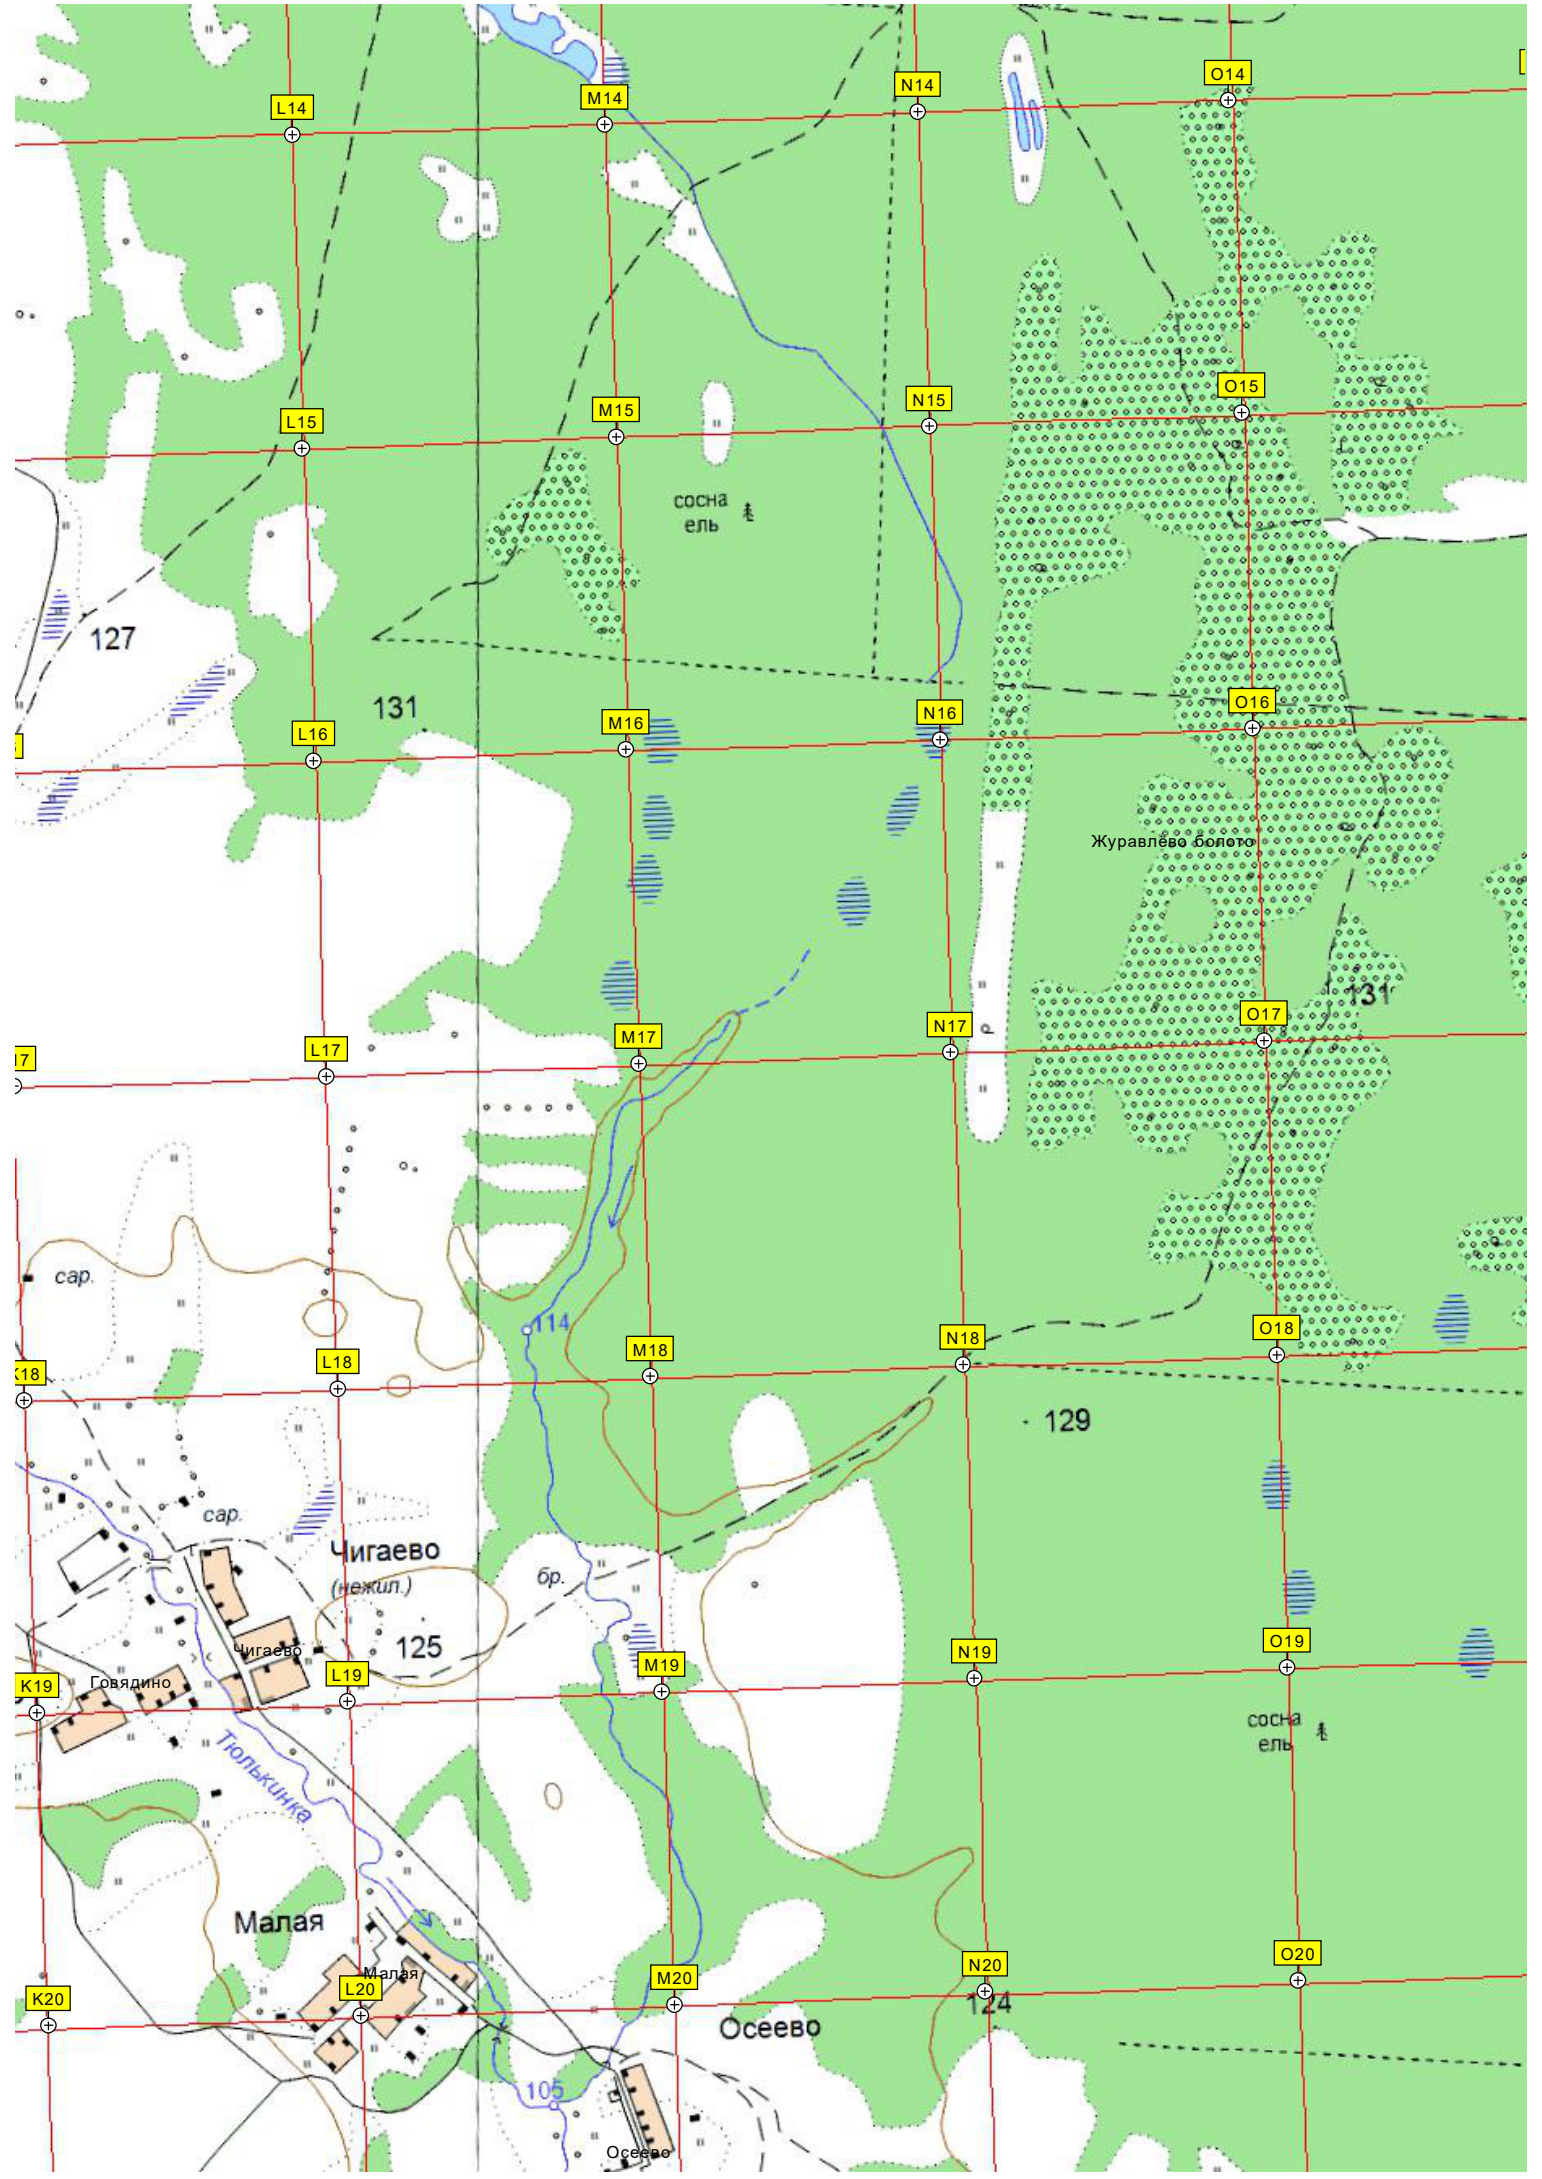 O14
N14
M14
L14
O15
N15
M15
L15
сосна
ель
127
131
O16
N16
M16
L16
Журавлёво болото
131
O17
N17
M17
L17
17
сар.
114
O18
N18
M18
L18
K18
129
сар.
Чигаево
(нежил.)
бр.
125
Чигаево
Говядино
O19
N19
M19
L19
K19
сосна
ель
Тюлькинка
Малая
Малая
O20
N20
M20
L20
K20
124
Осеево
105
Осеево